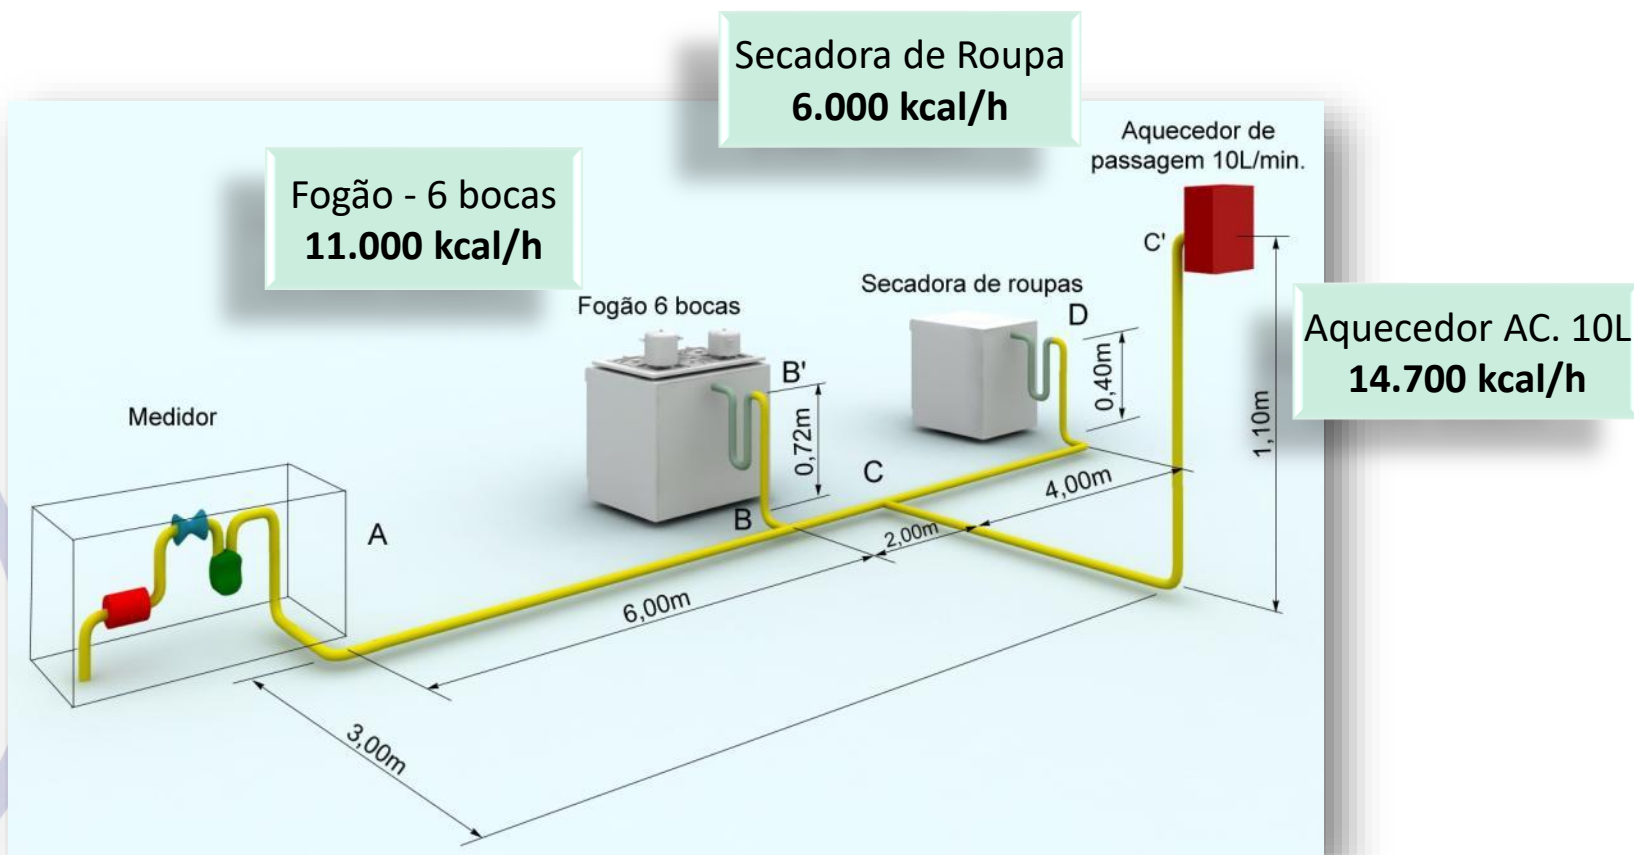 Secadora de Roupa
6.000 kcal/h
Aquecedor de
passagem 10L/min.
Fogão - 6 bocas
11.000 kcal/h
C'
Secadora de roupas
Fogão 6 bocas
D
Aquecedor AC. 10L
14.700 kcal/h
B'
0,40m
1,10m
Medidor
0,72m
C
4,00m
B
A
2,00m
6,00m
3,00m